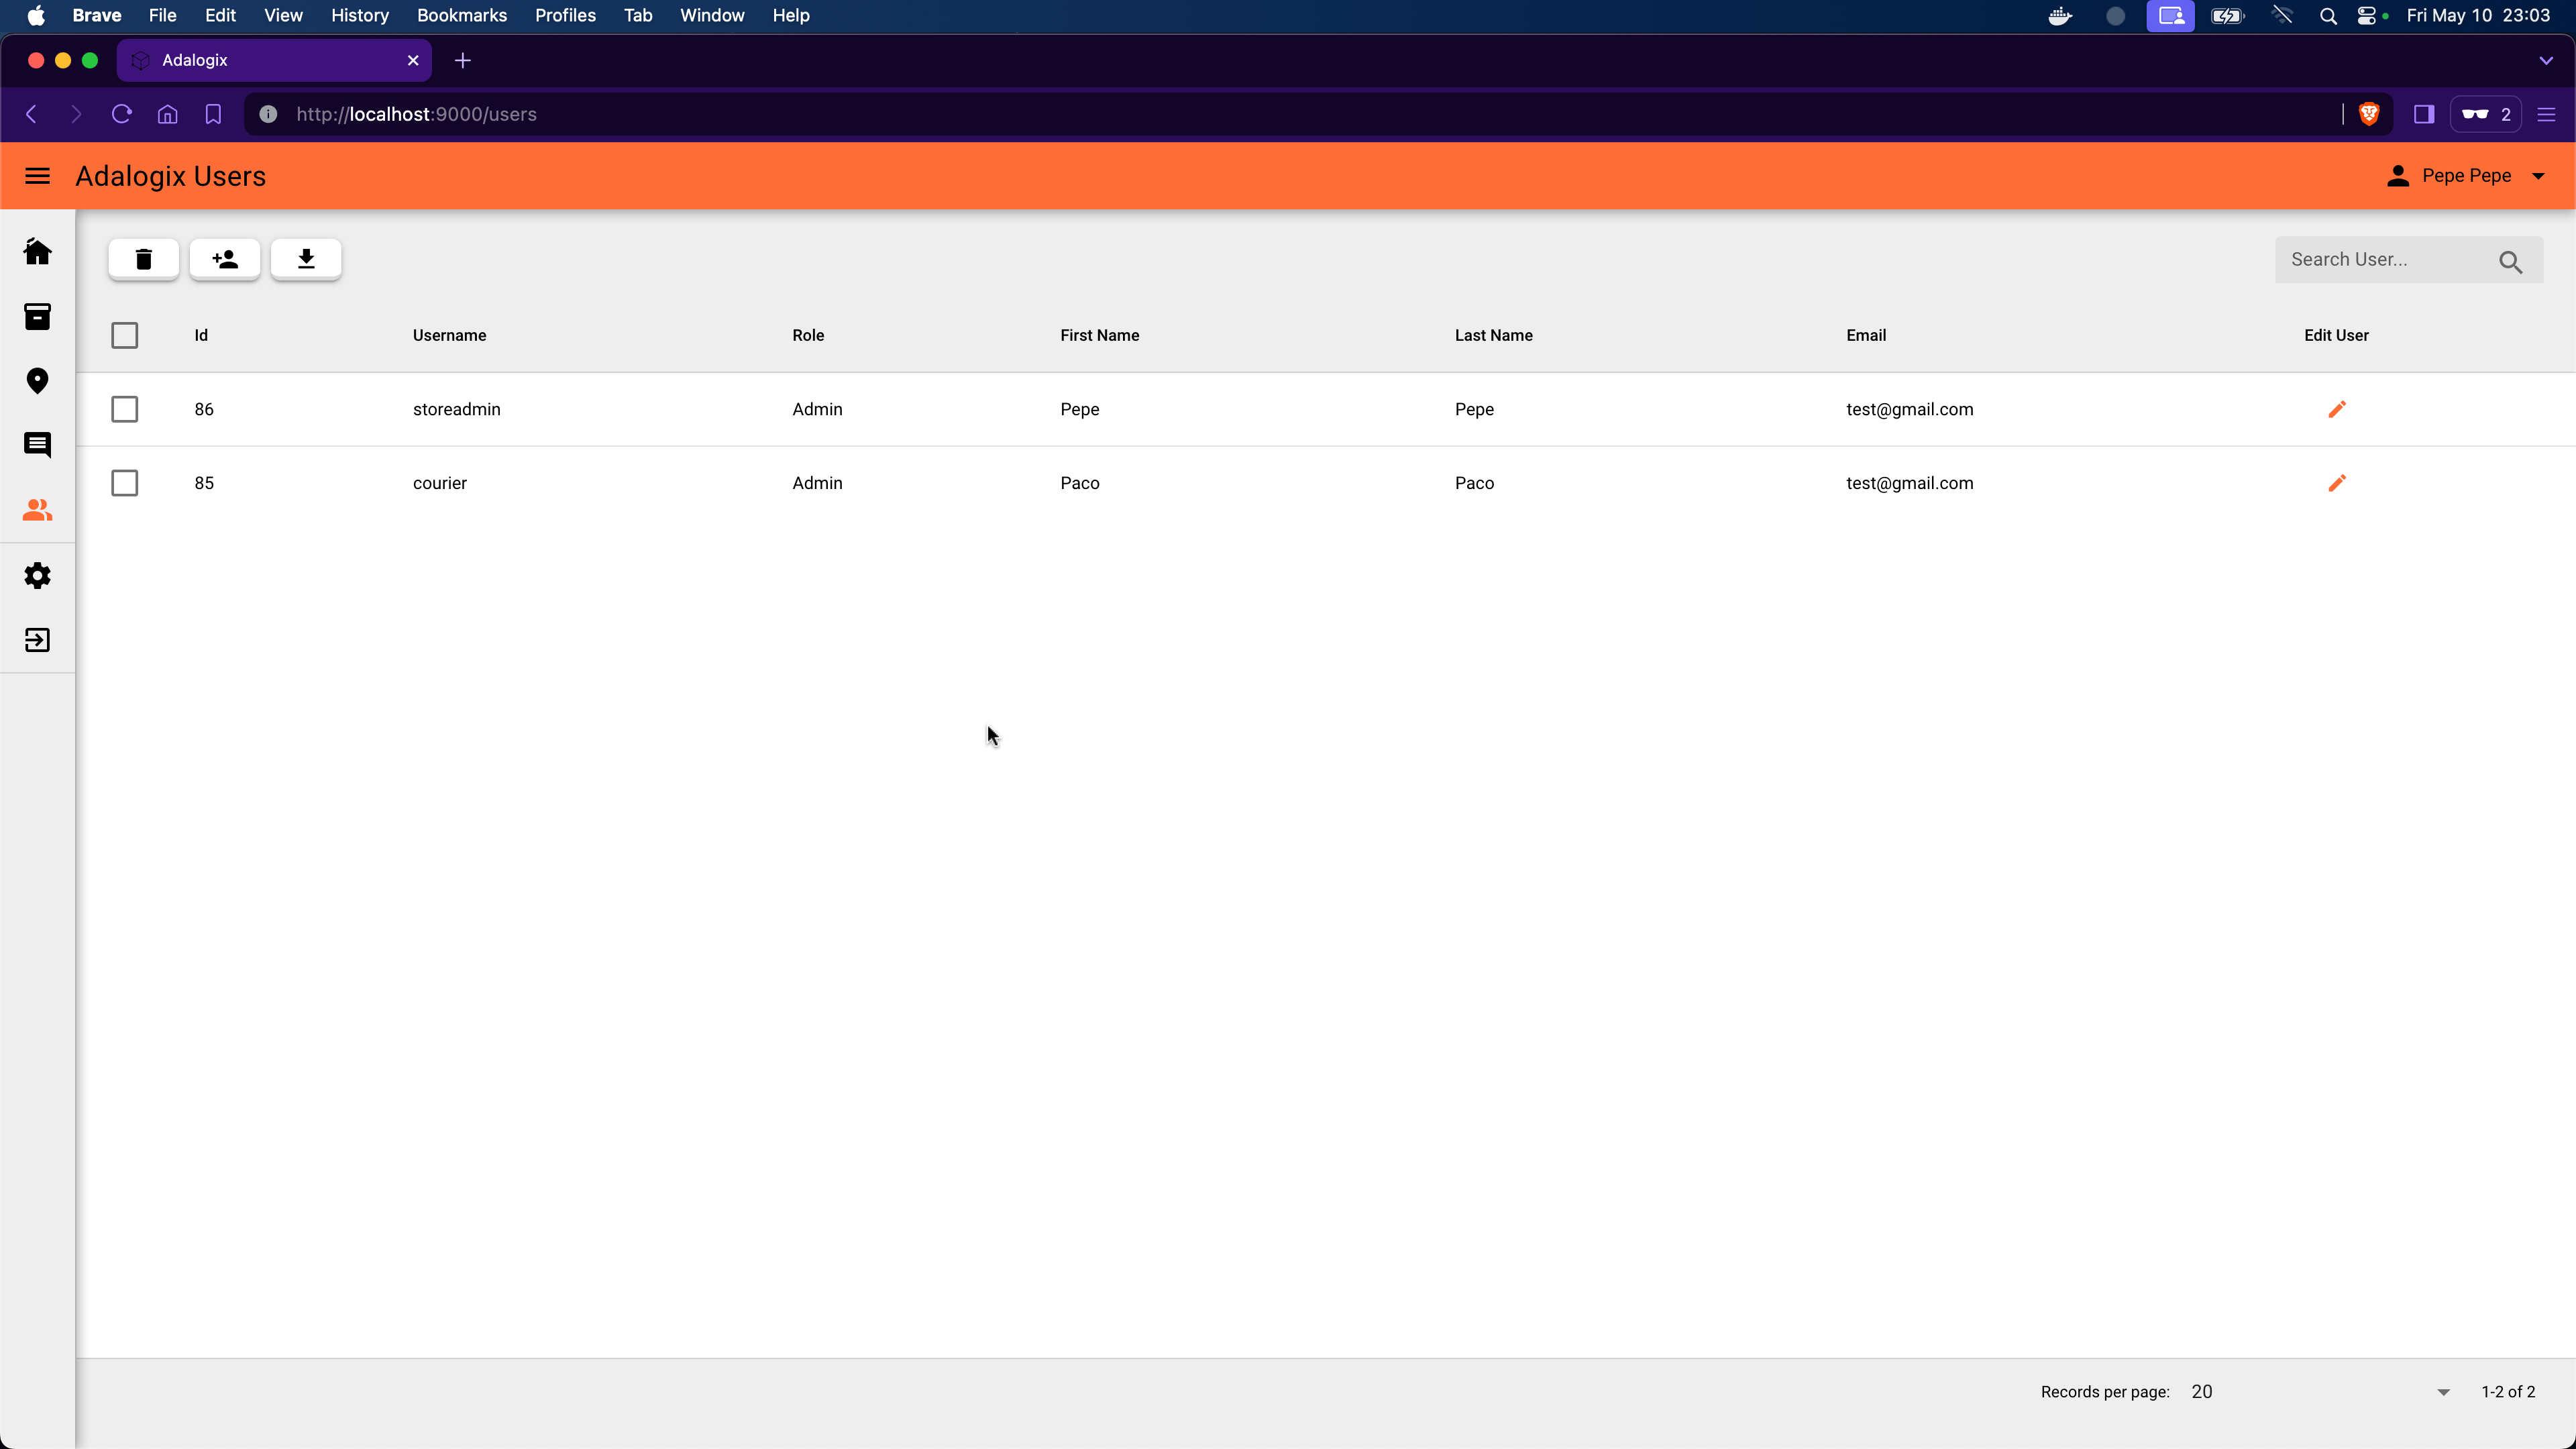 Brave File Edit View History Bookmarks Profiles Tab Window Help Fri May 10 23:03
Adalogix
http://localhost:9000/users 2
Adalogix Users Pepe Pepe
Search User...
Id Username Role First Name Last Name Email Edit User
86 storeadmin Admin Pepe Pepe test@gmail.com
85 courier Admin Paco Paco test@gmail.com
Records per page: 20 1-2 of 2